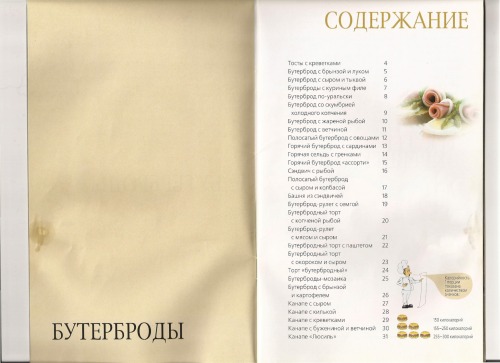 БУТЕРБРОДЫ
СОДЕРЖАНИЕ
Тосты с креветками 4
Бутерброд с брынзой и луком 5
Бутерброд с сыром и тыквой 6
Бутерброды с куриным филе 7
Бутерброд по-уральски 8
Бутерброд со скумбрией
холодного копчения 9
Бутерброд с жареной рыбой 10
Бутерброд с ветчиной 11
Полосатый бутерброд с овощами 12
Горячий бутерброд с сардинами 13
Горячая сельдь с гренками 14
Горячий бутерброд «ассорти» 15
Сэндвич с рыбой 16
Полосатый бутерброд
с сыром и колбасой 17
Башня из сэндвичей 18
Бутерброд-рулет с семгой 19
Бутербродный торт
с копченой рыбой 20
Бутерброд-рулет
с мясом и сыром 21
Бутербродный торт с паштетом 22
Бутербродный торт
с окороком и сыром 23
Торт «Бутербродный» 24
Бутерброды-мозаика 25
Бутерброд с брынзой
и картофелем 26
Канапе с сыром 27
Канапе с килькой 28
Канапе с креветками 29
Канапе с бужениной и ветчиной 30
Канапе «Люсиль» 31
150 килокалорий
155–250 килокалорий
255–300 килокалорий